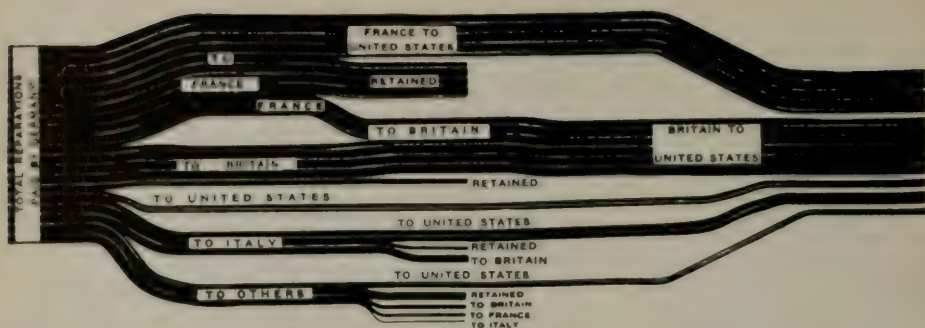 TOTAL REPARATIONS
PAID BY GERMANY
FRANCE TO
UNITED STATES
TO
FRANCE
RETAINED
FRANCE
TO BRITAIN
BRITAIN TO
UNITED STATES
TO BRITAIN
RETAINED
TO UNITED STATES
TO UNITED STATES
TO ITALY
RETAINED
TO BRITAIN
TO UNITED STATES
TO OTHERS
RETAINED
TO BRITAIN
TO FRANCE
TO ITALY